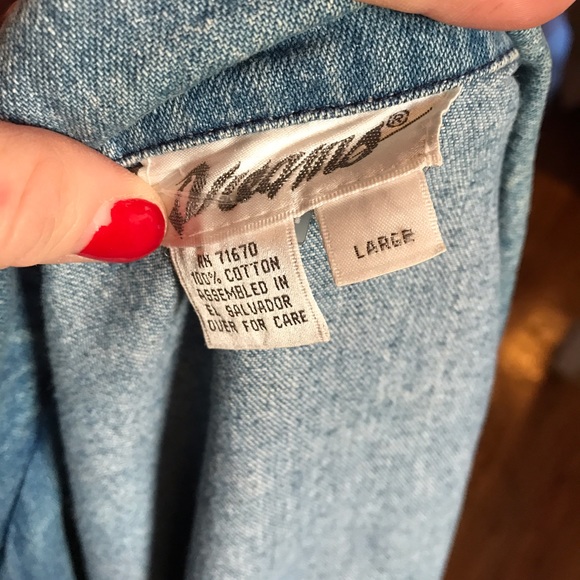 ®
RN 71670
100% COTTON
ASSEMBLED IN
EL SALVADOR
OVER FOR CARE
LARGE